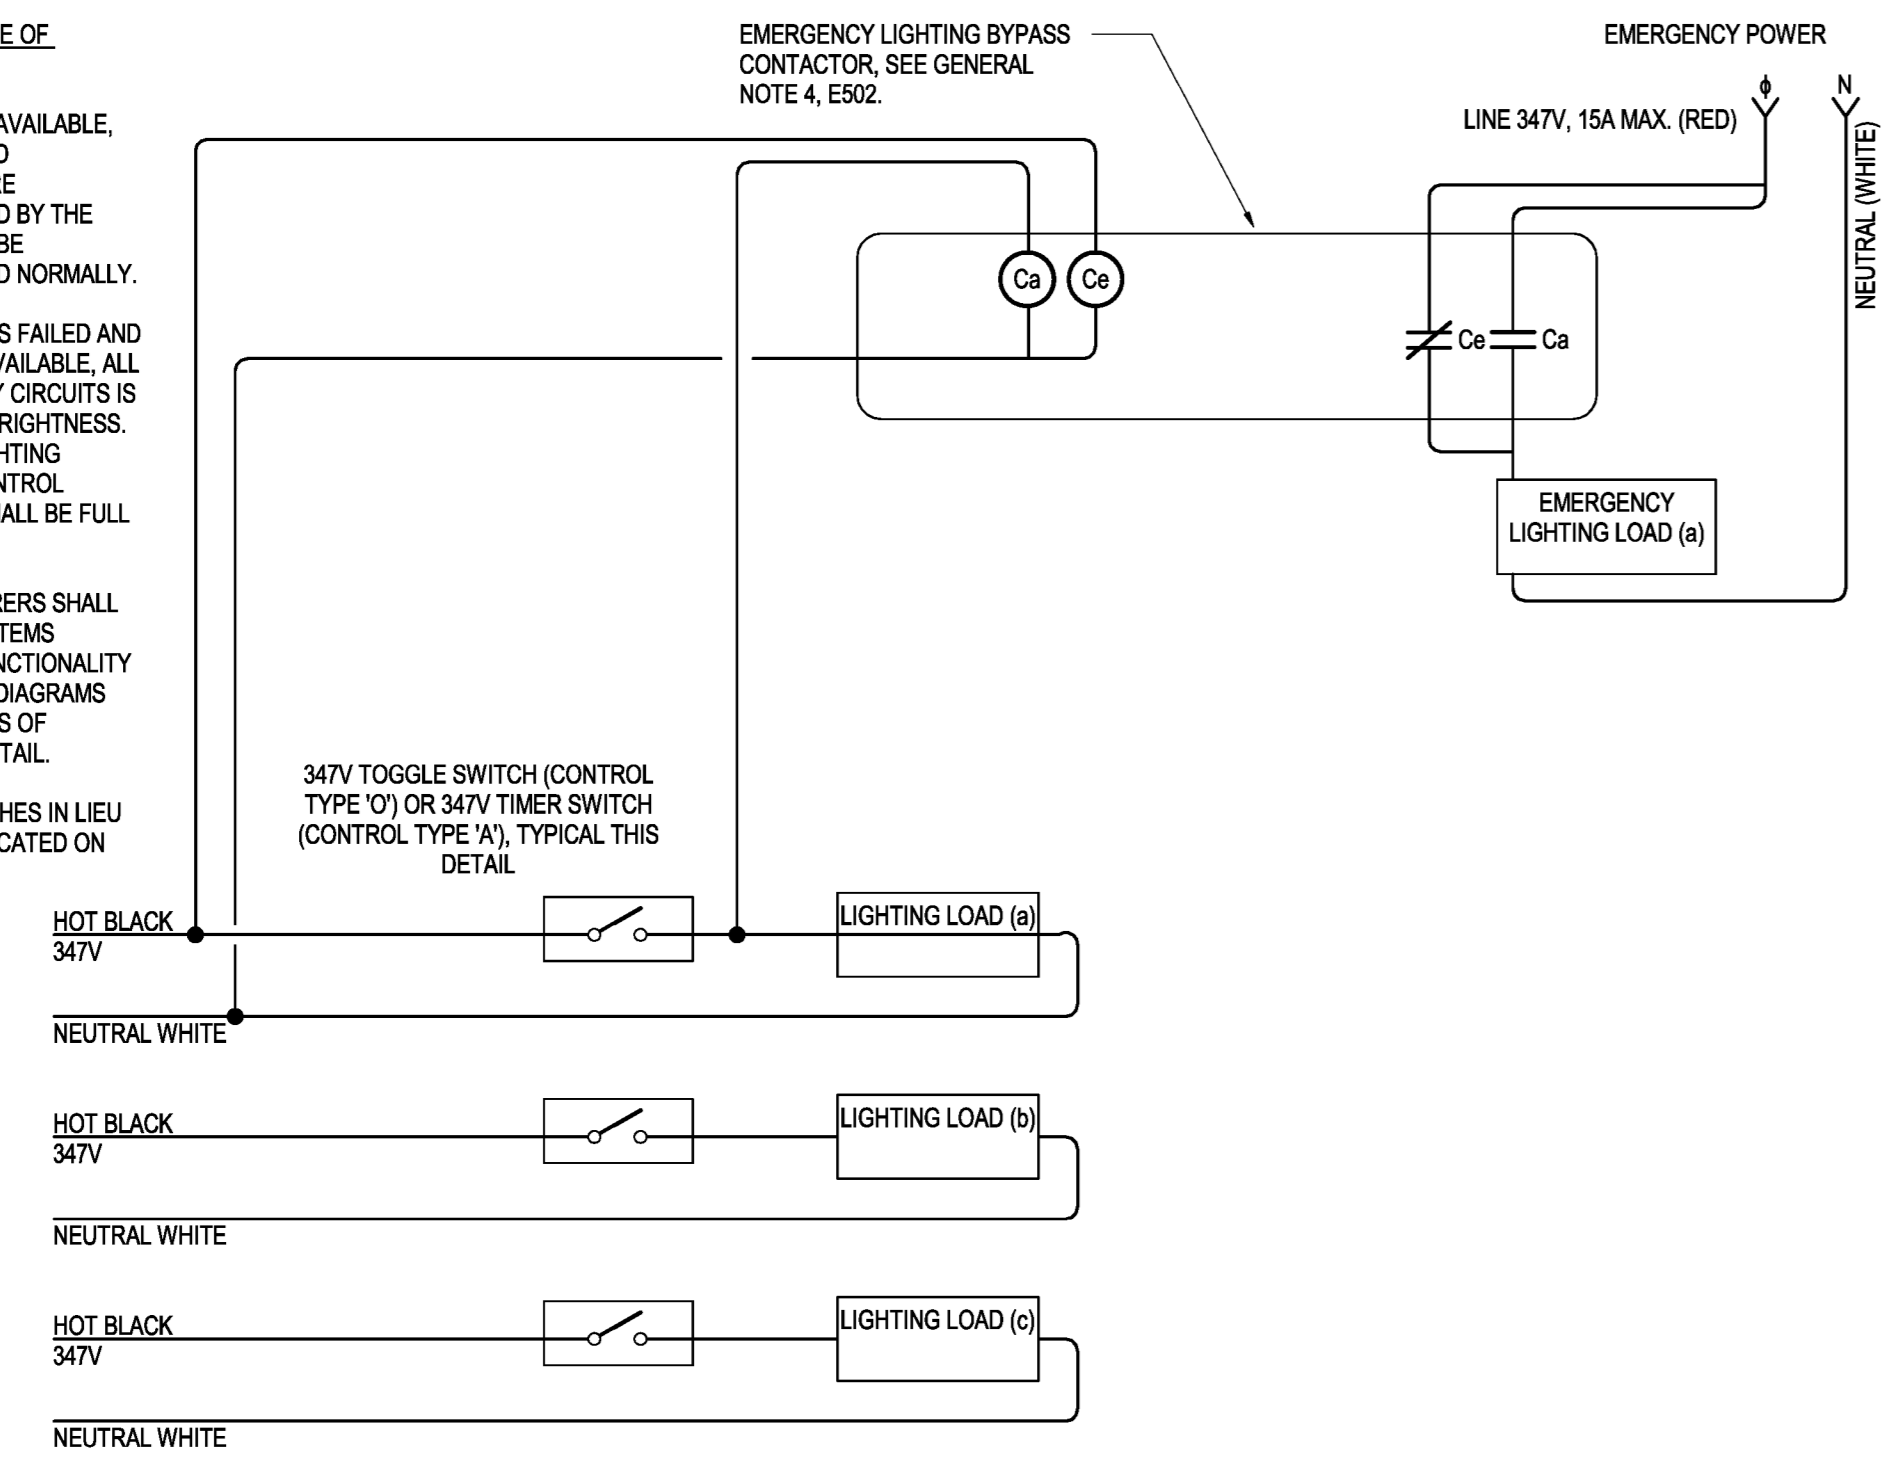 E OF
AVAILABLE,
D BY THE
BE
D NORMALLY.
S FAILED AND
VAILABLE, ALL
Y CIRCUITS IS
RIGHTNESS.
HTING
NTROL
HALL BE FULL
RERS SHALL
TEMS
NCTIONALITY
DIAGRAMS
S OF
TAIL.
HES IN LIEU
CATED ON
EMERGENCY LIGHTING BYPASS
CONTACTOR, SEE GENERAL
NOTE 4, E502.
EMERGENCY POWER
ϕ
N
LINE 347V, 15A MAX. (RED)
NEUTRAL (WHITE)
Ca
Ce
Ce
Ca
EMERGENCY
LIGHTING LOAD (a)
347V TOGGLE SWITCH (CONTROL
TYPE 'O') OR 347V TIMER SWITCH
(CONTROL TYPE 'A'), TYPICAL THIS
DETAIL
HOT BLACK
347V
LIGHTING LOAD (a)
NEUTRAL WHITE
HOT BLACK
347V
LIGHTING LOAD (b)
NEUTRAL WHITE
HOT BLACK
347V
LIGHTING LOAD (c)
NEUTRAL WHITE